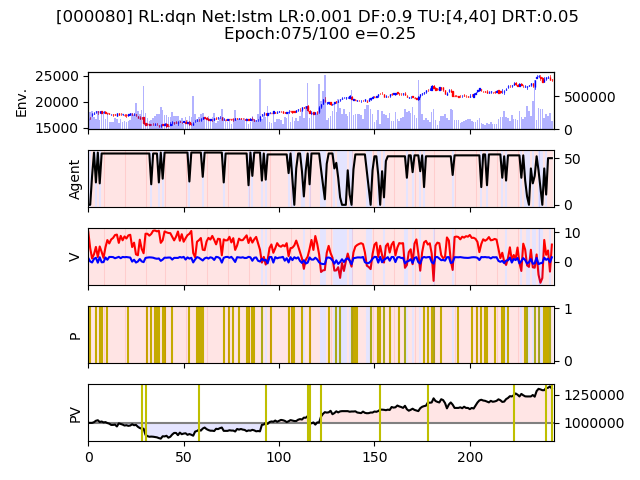 [000080] RL:dqn Net:lstm LR:0.001 DF:0.9 TU:[4,40] DRT:0.05
Epoch:075/100 e=0.25
Env.
25000
20000
15000
500000
0
Agent
50
0
V
10
0
P
1
0
PV
1250000
1000000
0 50 100 150 200